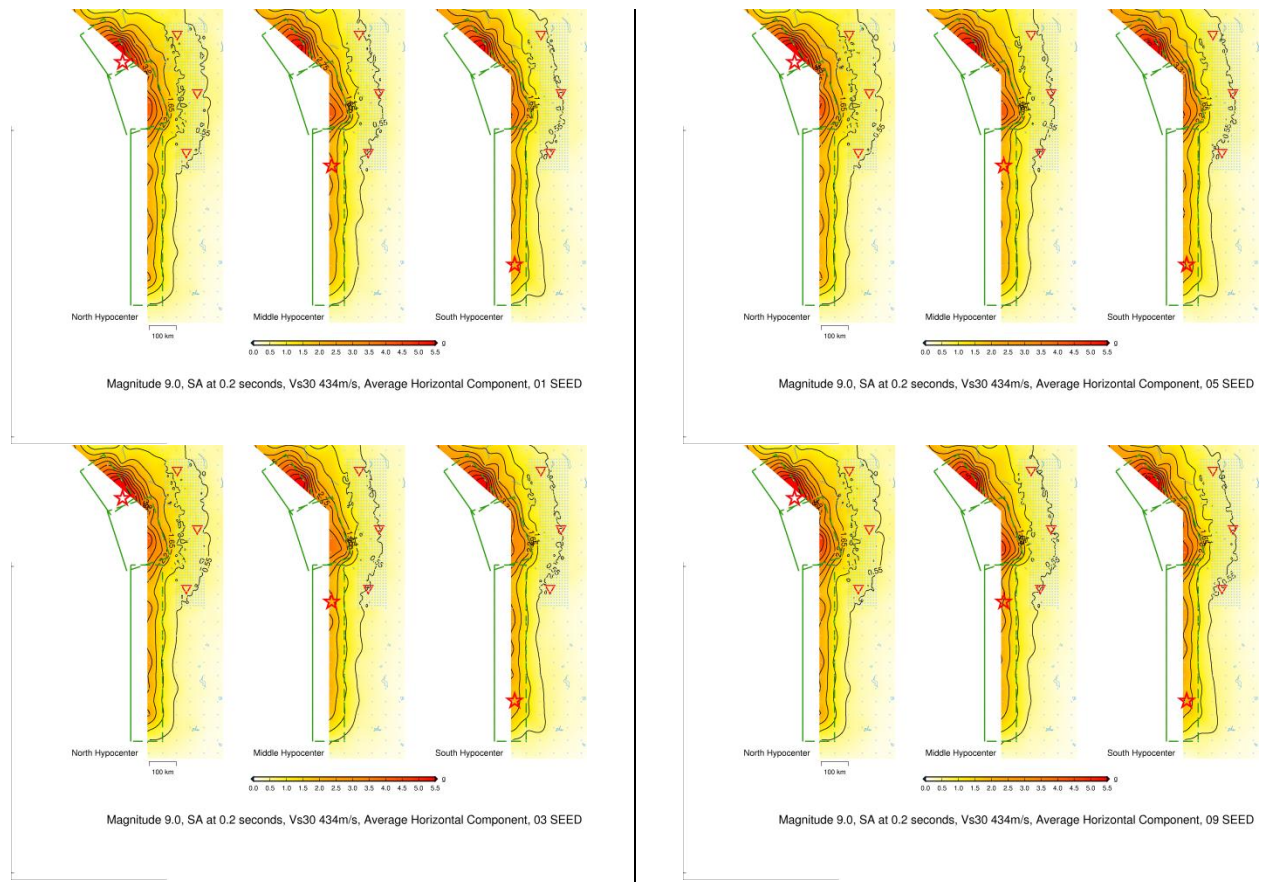 North Hypocenter
Middle Hypocenter
South Hypocenter
100 km
0.0 0.5 1.0 1.5 2.0 2.5 3.0 3.5 4.0 4.5 5.0 5.5 g
Magnitude 9.0, SA at 0.2 seconds, Vs30 434m/s, Average Horizontal Component, 01 SEED
North Hypocenter
Middle Hypocenter
South Hypocenter
100 km
0.0 0.5 1.0 1.5 2.0 2.5 3.0 3.5 4.0 4.5 5.0 5.5 g
Magnitude 9.0, SA at 0.2 seconds, Vs30 434m/s, Average Horizontal Component, 05 SEED
North Hypocenter
Middle Hypocenter
South Hypocenter
100 km
0.0 0.5 1.0 1.5 2.0 2.5 3.0 3.5 4.0 4.5 5.0 5.5 g
Magnitude 9.0, SA at 0.2 seconds, Vs30 434m/s, Average Horizontal Component, 03 SEED
North Hypocenter
Middle Hypocenter
South Hypocenter
100 km
0.0 0.5 1.0 1.5 2.0 2.5 3.0 3.5 4.0 4.5 5.0 5.5 g
Magnitude 9.0, SA at 0.2 seconds, Vs30 434m/s, Average Horizontal Component, 09 SEED